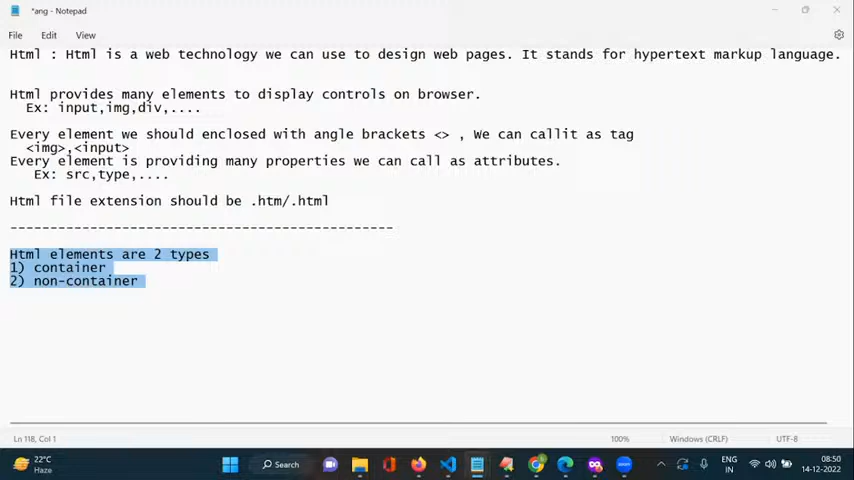 *ang - Notepad
File Edit View
Html : Html is a web technology we can use to design web pages. It stands for hypertext markup language.
Html provides many elements to display controls on browser.
Ex: input,img,div,....
Every element we should enclosed with angle brackets <> , We can callit as tag
<img>,<input>
Every element is providing many properties we can call as attributes.
Ex: src,type,....
Html file extension should be .htm/.html
------------------------------------------------
Html elements are 2 types
1) container
2) non-container
Ln 118, Col 1 100% Windows (CRLF) UTF-8
22°C
Haze
Search
ENG
IN
08:50
14-12-2022